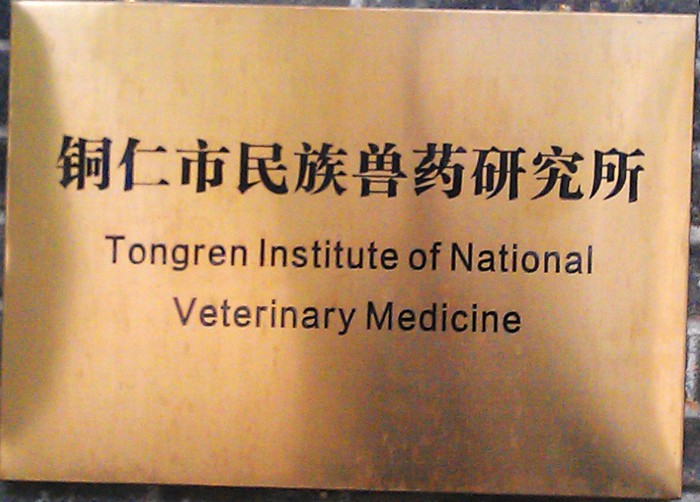 铜仁市民族兽药研究所
Tongren Institute of National
Veterinary Medicine